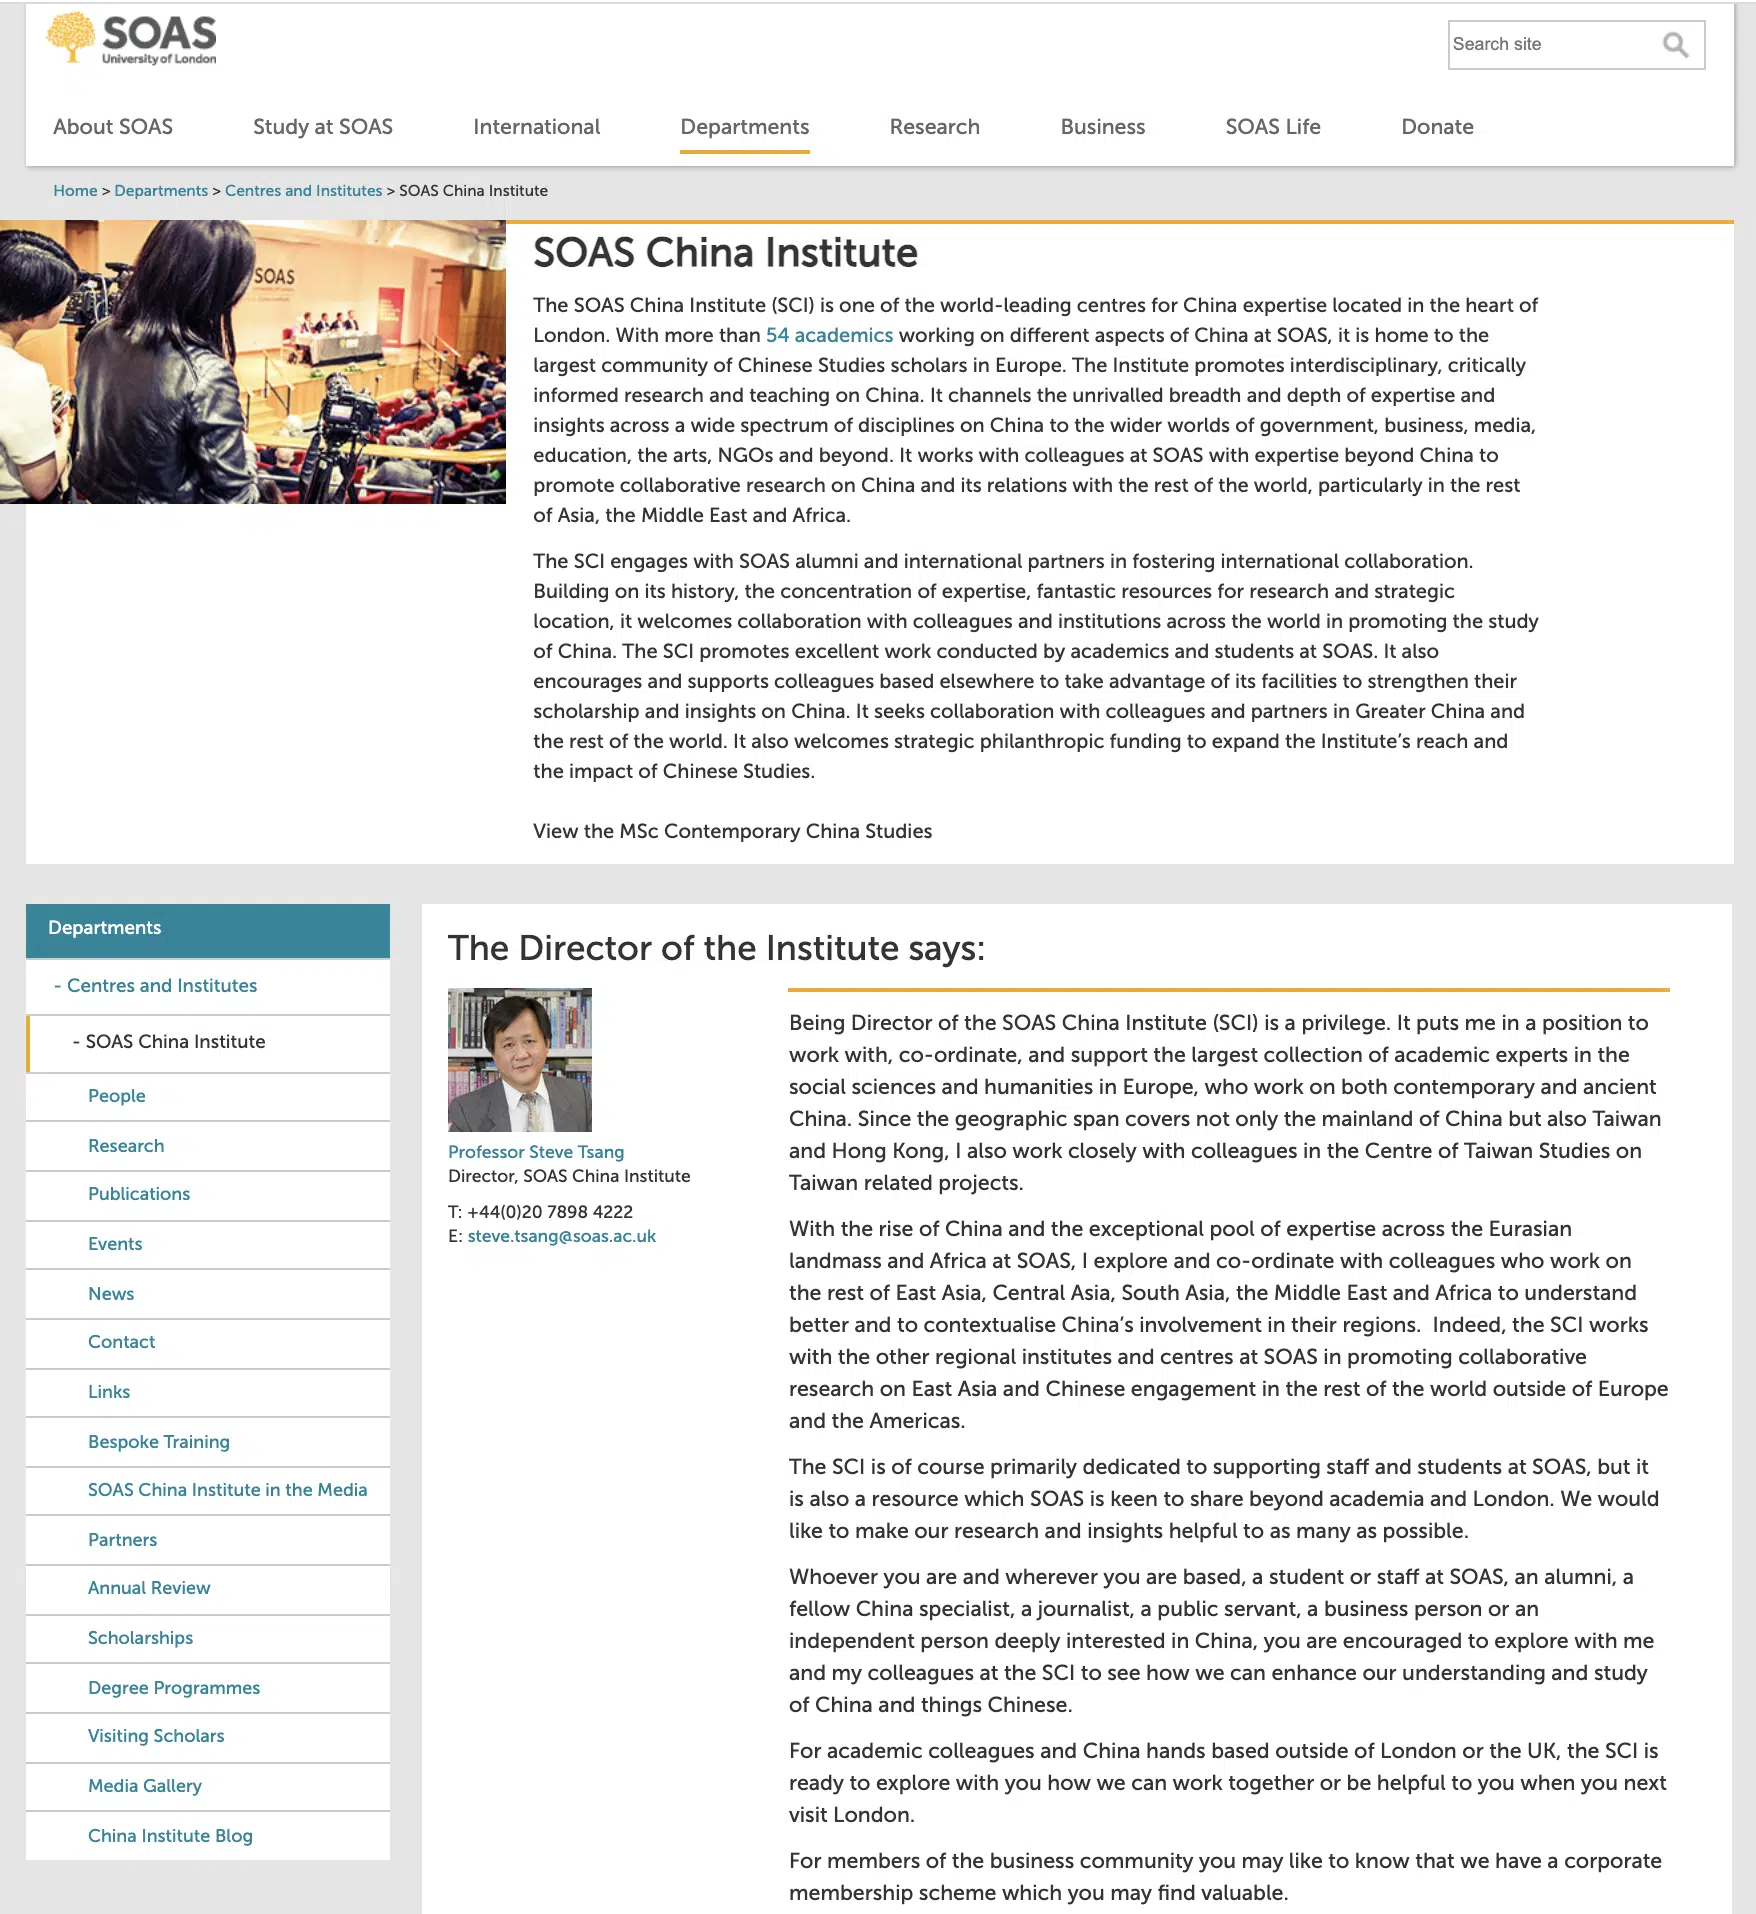 SOAS
University of London
Search site
About SOAS
Study at SOAS
International
Departments
Research
Business
SOAS Life
Donate
Home > Departments > Centres and Institutes > SOAS China Institute
SOAS
SOAS China Institute
The SOAS China Institute (SCI) is one of the world-leading centres for China expertise located in the heart of
London. With more than 54 academics working on different aspects of China at SOAS, it is home to the
largest community of Chinese Studies scholars in Europe. The Institute promotes interdisciplinary, critically
informed research and teaching on China. It channels the unrivalled breadth and depth of expertise and
insights across a wide spectrum of disciplines on China to the wider worlds of government, business, media,
education, the arts, NGOs and beyond. It works with colleagues at SOAS with expertise beyond China to
promote collaborative research on China and its relations with the rest of the world, particularly in the rest
of Asia, the Middle East and Africa.
The SCI engages with SOAS alumni and international partners in fostering international collaboration.
Building on its history, the concentration of expertise, fantastic resources for research and strategic
location, it welcomes collaboration with colleagues and institutions across the world in promoting the study
of China. The SCI promotes excellent work conducted by academics and students at SOAS. It also
encourages and supports colleagues based elsewhere to take advantage of its facilities to strengthen their
scholarship and insights on China. It seeks collaboration with colleagues and partners in Greater China and
the rest of the world. It also welcomes strategic philanthropic funding to expand the Institute's reach and
the impact of Chinese Studies.
View the MSc Contemporary China Studies
Departments
- Centres and Institutes
- SOAS China Institute
People
Research
Publications
Events
News
Contact
Links
Bespoke Training
SOAS China Institute in the Media
Partners
Annual Review
Scholarships
Degree Programmes
Visiting Scholars
Media Gallery
China Institute Blog
The Director of the Institute says:
Professor Steve Tsang
Director, SOAS China Institute
T: +44(0)20 7898 4222
E: steve.tsang@soas.ac.uk
Being Director of the SOAS China Institute (SCI) is a privilege. It puts me in a position to
work with, co-ordinate, and support the largest collection of academic experts in the
social sciences and humanities in Europe, who work on both contemporary and ancient
China. Since the geographic span covers not only the mainland of China but also Taiwan
and Hong Kong, I also work closely with colleagues in the Centre of Taiwan Studies on
Taiwan related projects.
With the rise of China and the exceptional pool of expertise across the Eurasian
landmass and Africa at SOAS, I explore and co-ordinate with colleagues who work on
the rest of East Asia, Central Asia, South Asia, the Middle East and Africa to understand
better and to contextualise China's involvement in their regions.  Indeed, the SCI works
with the other regional institutes and centres at SOAS in promoting collaborative
research on East Asia and Chinese engagement in the rest of the world outside of Europe
and the Americas.
The SCI is of course primarily dedicated to supporting staff and students at SOAS, but it
is also a resource which SOAS is keen to share beyond academia and London. We would
like to make our research and insights helpful to as many as possible.
Whoever you are and wherever you are based, a student or staff at SOAS, an alumni, a
fellow China specialist, a journalist, a public servant, a business person or an
independent person deeply interested in China, you are encouraged to explore with me
and my colleagues at the SCI to see how we can enhance our understanding and study
of China and things Chinese.
For academic colleagues and China hands based outside of London or the UK, the SCI is
ready to explore with you how we can work together or be helpful to you when you next
visit London.
For members of the business community you may like to know that we have a corporate
membership scheme which you may find valuable.